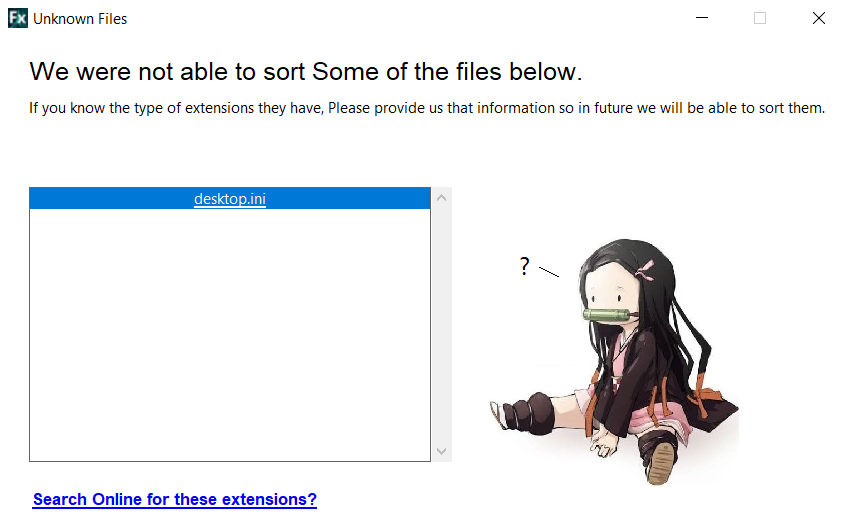 Fx Unknown Files
We were not able to sort Some of the files below.
If you know the type of extensions they have, Please provide us that information so in future we will be able to sort them.
desktop.ini
?
Search Online for these extensions?